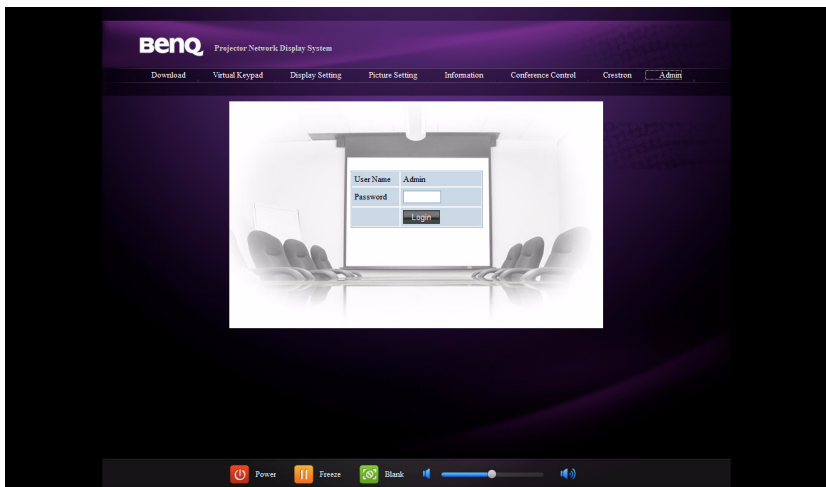 BenQ Projector Network Display System
Download Virtual Keypad Display Setting Picture Setting Information Conference Control Crestron Admin
User Name Admin
Password
Login
Power Freeze Blank